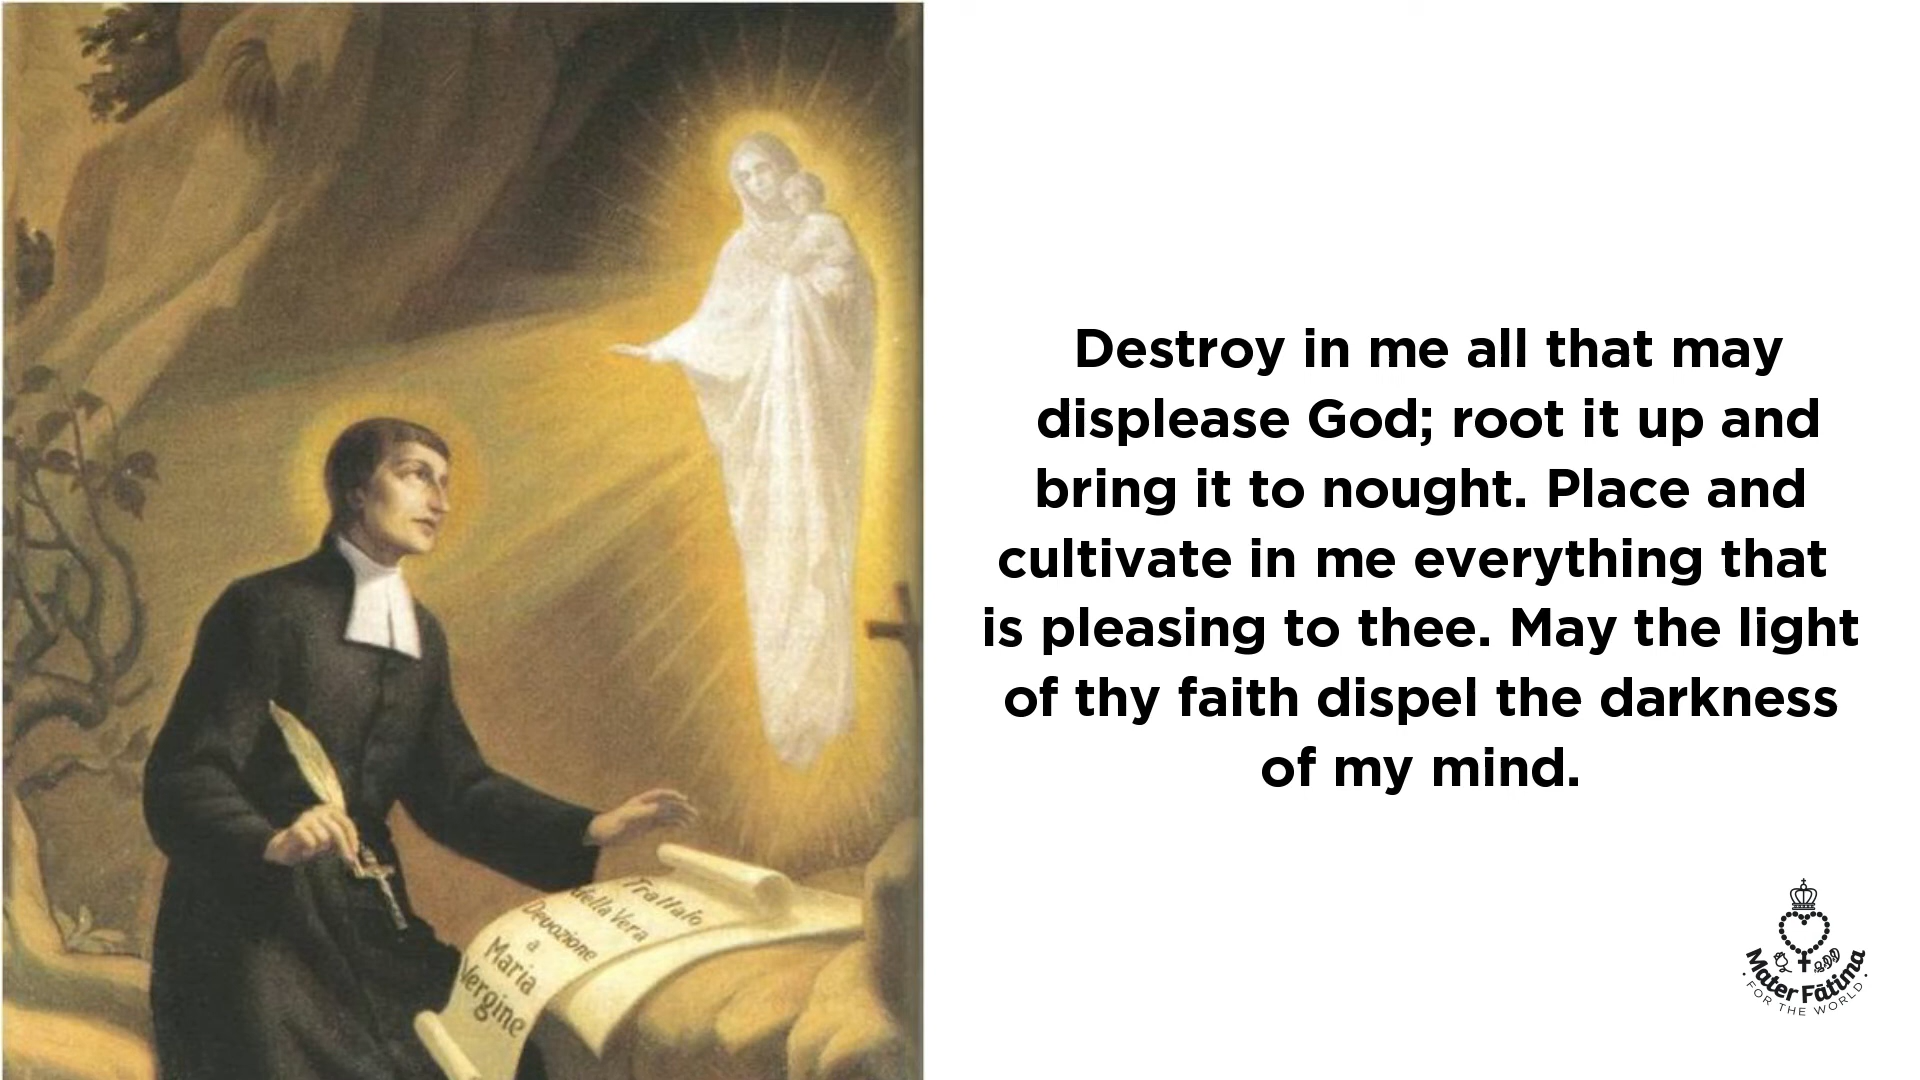 Destroy in me all that may
displease God; root it up and
bring it to nought. Place and
cultivate in me everything that
is pleasing to thee. May the light
of thy faith dispel the darkness
of my mind.
Trattato
della Vera
Devozione
a
Maria
Vergine
Mater Fátima
· FOR THE WORLD ·